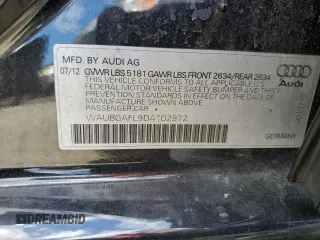 MFD. BY AUDI AG
07/12 GVWR LBS 5181 GAWR LBS FRONT 2634/REAR 2634
THIS VEHICLE CONFORMS TO ALL APPLICABLE
FEDERAL MOTOR VEHICLE SAFETY BUMPER AND
THEFT PREVENTION STANDARDS IN EFFECT ON
THE DATE OF MANUFACTURE SHOWN ABOVE
PASSENGER CAR
WAUBGAFL9DA102972
Audi
GERMANY
DREAMBID